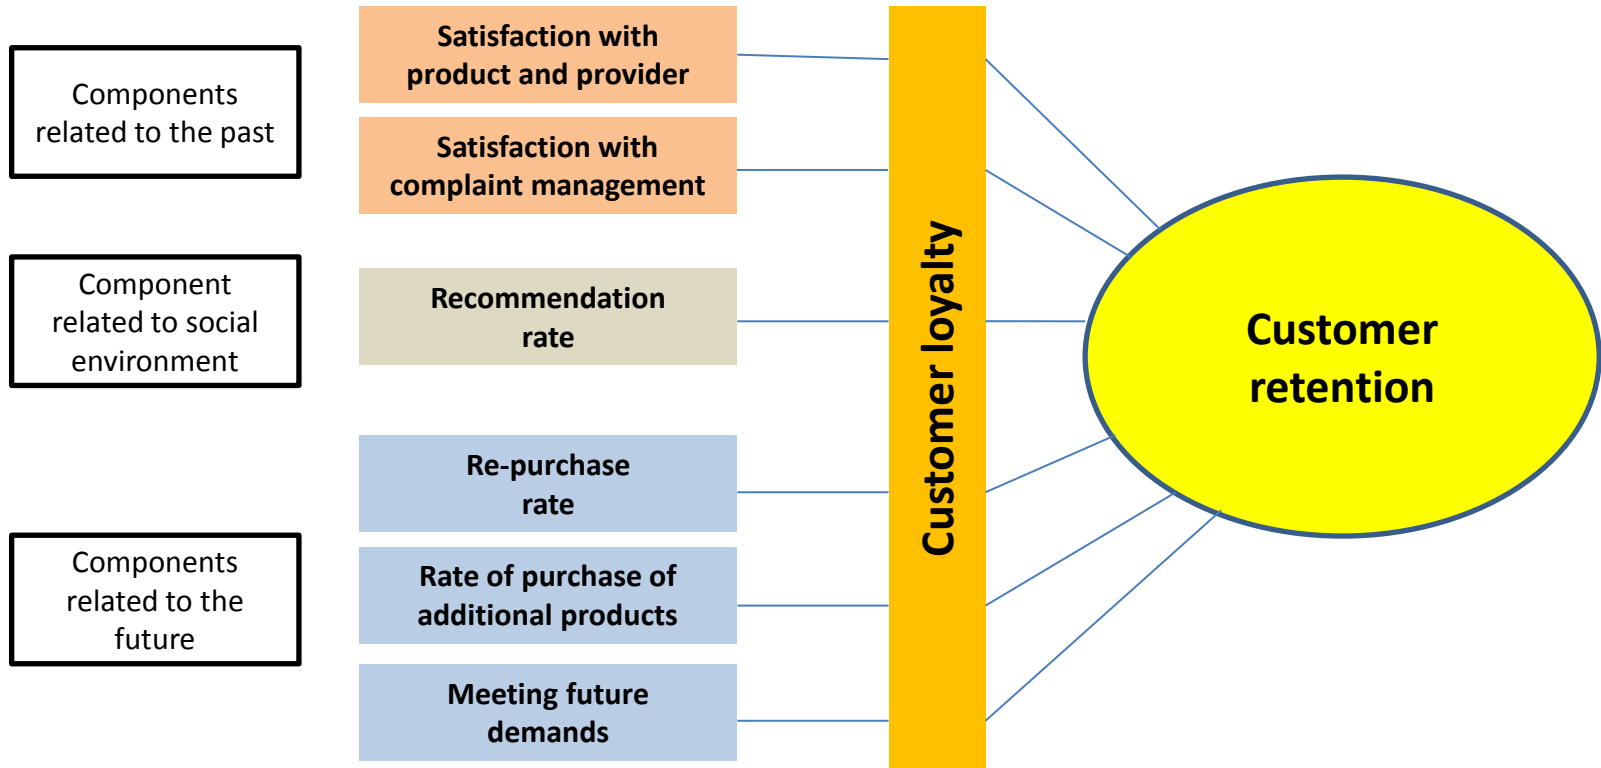 Components
related to the past
Satisfaction with
product and provider
Satisfaction with
complaint management
Component
related to social
environment
Recommendation
rate
Components
related to the
future
Re-purchase
rate
Rate of purchase of
additional products
Meeting future
demands
Customer loyalty
Customer
retention